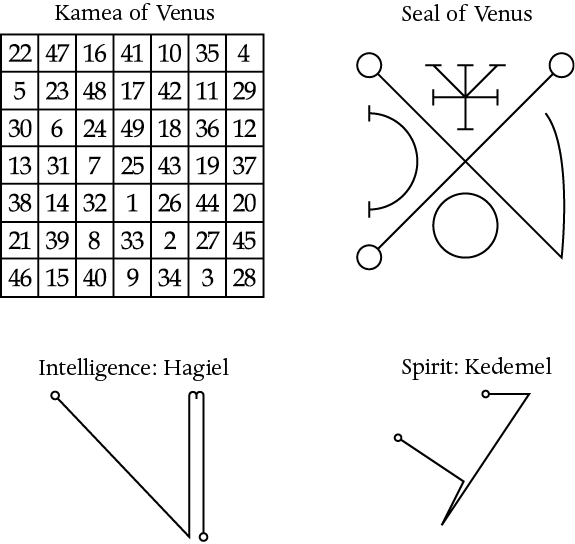 Kamea of Venus
22 47 16 41 10 35 4
5 23 48 17 42 11 29
30 6 24 49 18 36 12
13 31 7 25 43 19 37
38 14 32 1 26 44 20
21 39 8 33 2 27 45
46 15 40 9 34 3 28
Seal of Venus
Intelligence: Hagiel
Spirit: Kedemel